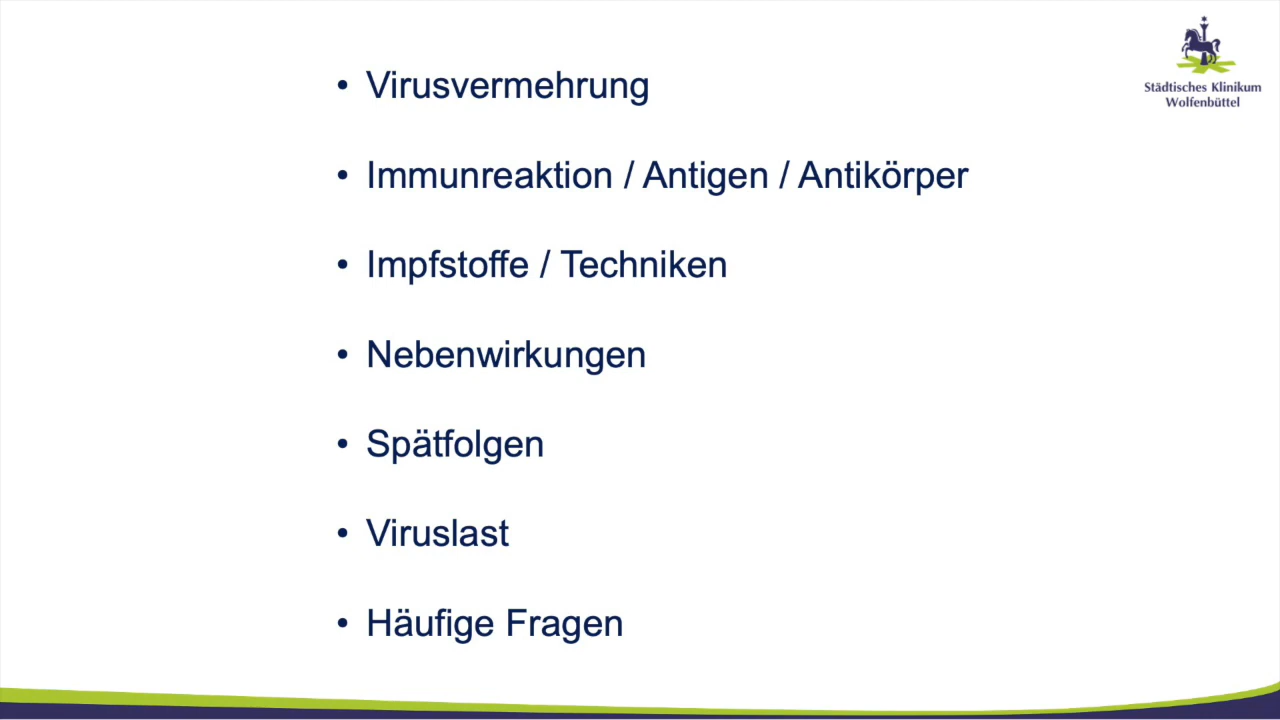 • Virusvermehrung
• Immunreaktion / Antigen / Antikörper
• Impfstoffe / Techniken
• Nebenwirkungen
• Spätfolgen
• Viruslast
• Häufige Fragen
Städtisches Klinikum
Wolfenbüttel